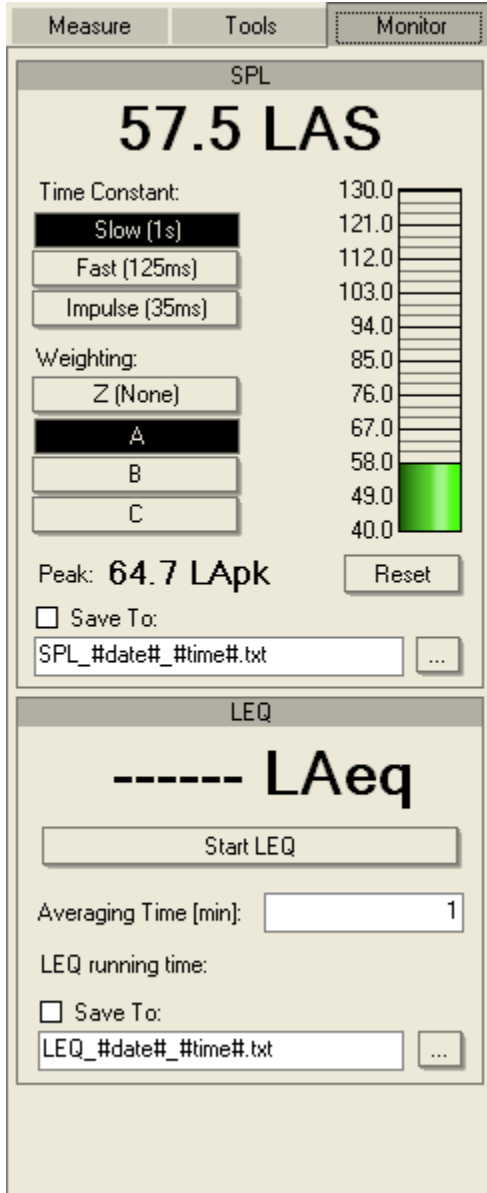 Measure Tools Monitor
SPL
57.5 LAS
Time Constant:
Slow (1s)
Fast (125ms)
Impulse (35ms)
Weighting:
Z (None)
A
B
C
130.0
121.0
112.0
103.0
94.0
85.0
76.0
67.0
58.0
49.0
40.0
Peak: 64.7 LApk Reset
Save To:
SPL_#date#_#time#.txt ...
LEQ
------ LAeq
Start LEQ
Averaging Time [min]: 1
LEQ running time:
Save To:
LEQ_#date#_#time#.txt ...